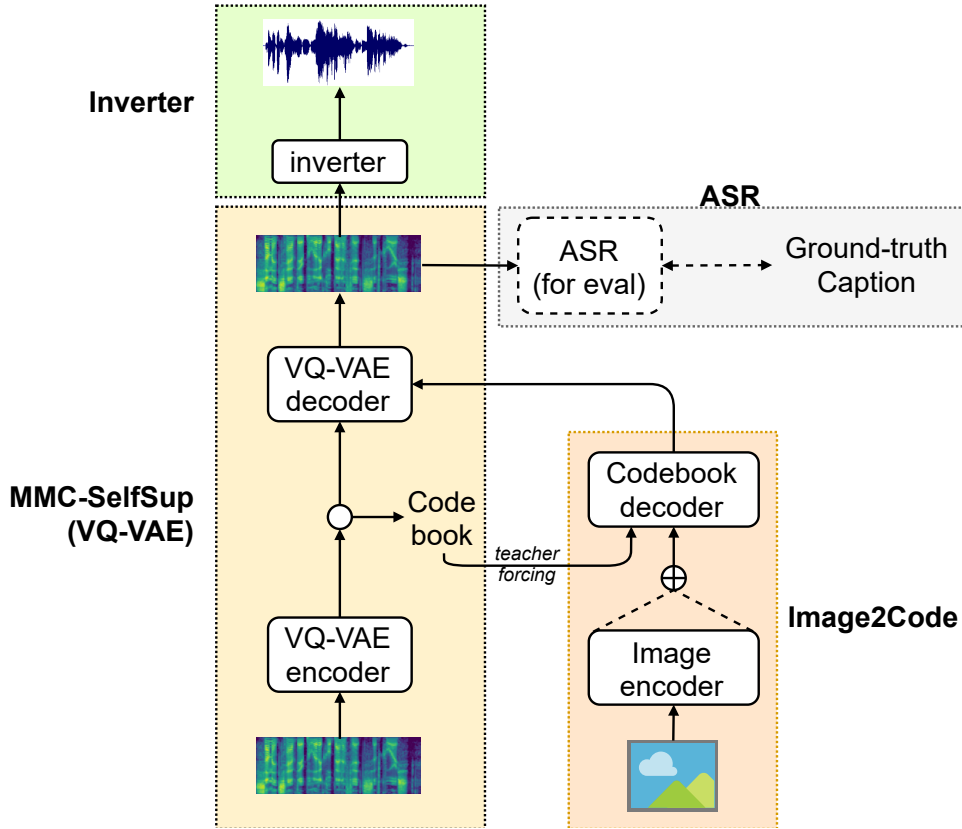 Inverter
inverter
ASR
ASR
(for eval)
Ground-truth
Caption
VQ-VAE
decoder
MMC-SelfSup
(VQ-VAE)
Code
book
teacher
forcing
Codebook
decoder
VQ-VAE
encoder
Image
encoder
Image2Code